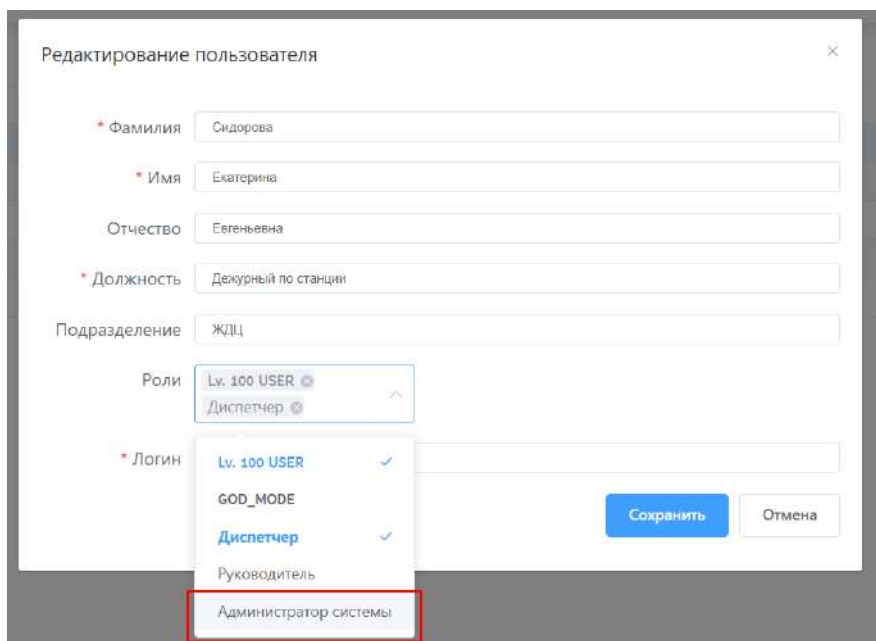 Редактирование пользователя
* Фамилия Сидорова
* Имя Екатерина
Отчество Евгеньевна
* Должность Дежурный по станции
Подразделение ЖДЦ
Роли Lv. 100 USER
Диспетчер
* Логин
Lv. 100 USER
GOD_MODE
Диспетчер
Руководитель
Администратор системы
Сохранить Отмена